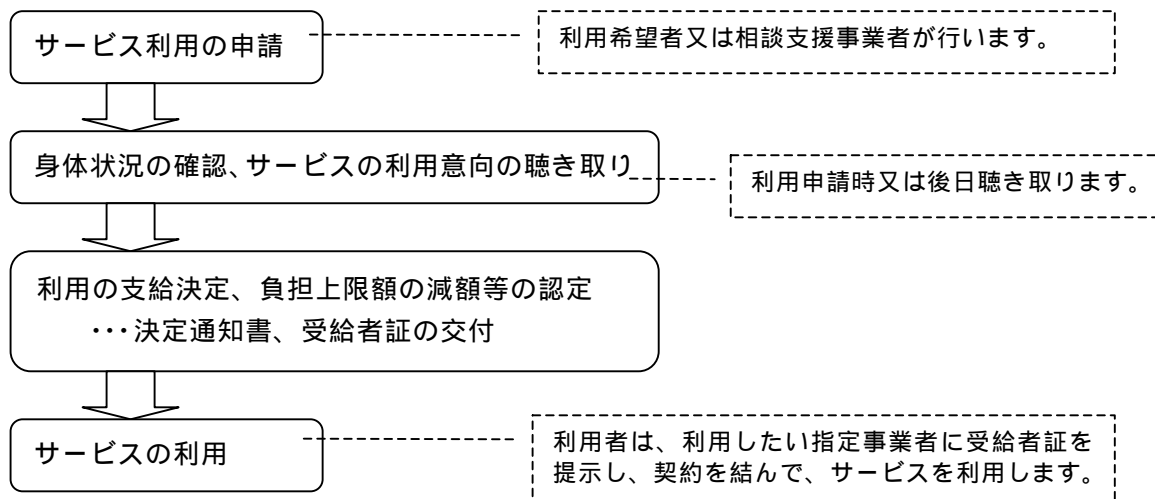 サービス利用の申請
利用希望者又は相談支援事業者が行います。
身体状況の確認、サービスの利用意向の聴き取り
利用申請時又は後日聴き取ります。
利用の支給決定、負担上限額の減額等の認定
･･･決定通知書、受給者証の交付
サービスの利用
利用者は、利用したい指定事業者に受給者証を
提示し、契約を結んで、サービスを利用します。